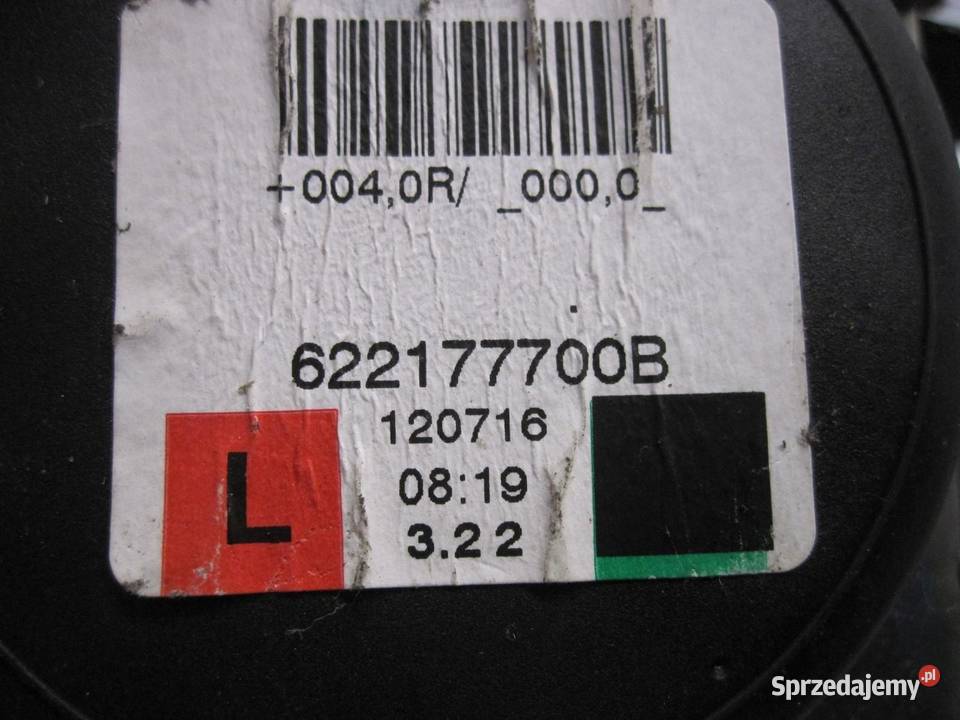 +004,0R/ _000,0_
622177700B
120716
08:19
3.22
L
Sprzedajemy.pl